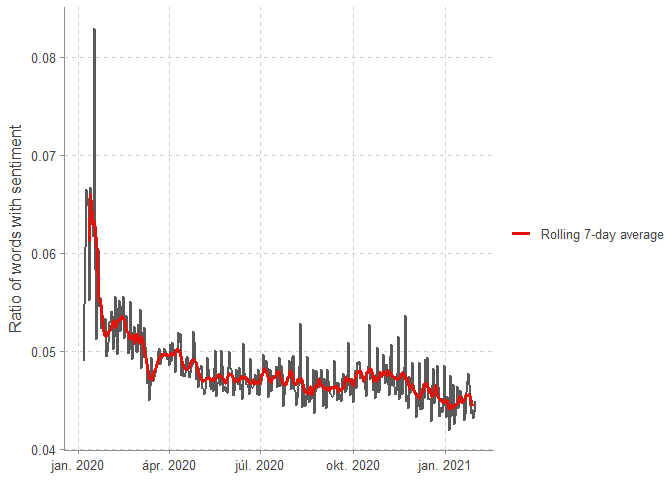 Ratio of words with sentiment
0.08
0.07
0.06
0.05
0.04
jan. 2020
ápr. 2020
júl. 2020
okt. 2020
jan. 2021
Rolling 7-day average